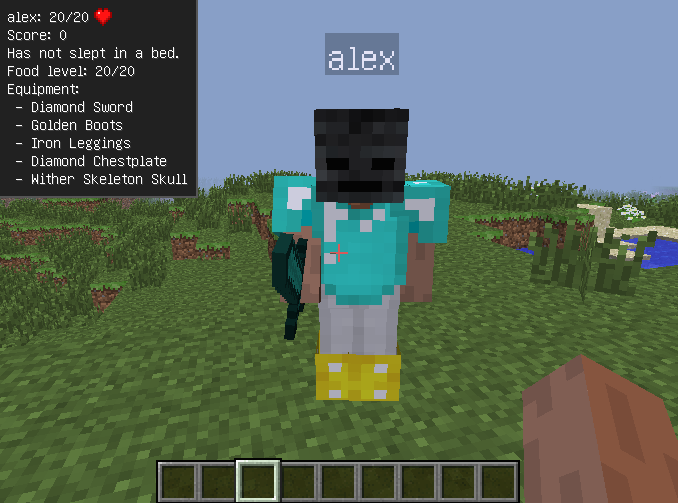 alex: 20/20
Score: 0
Has not slept in a bed.
Food level: 20/20
Equipment:
- Diamond Sword
- Golden Boots
- Iron Leggings
- Diamond Chestplate
- Wither Skeleton Skull
alex